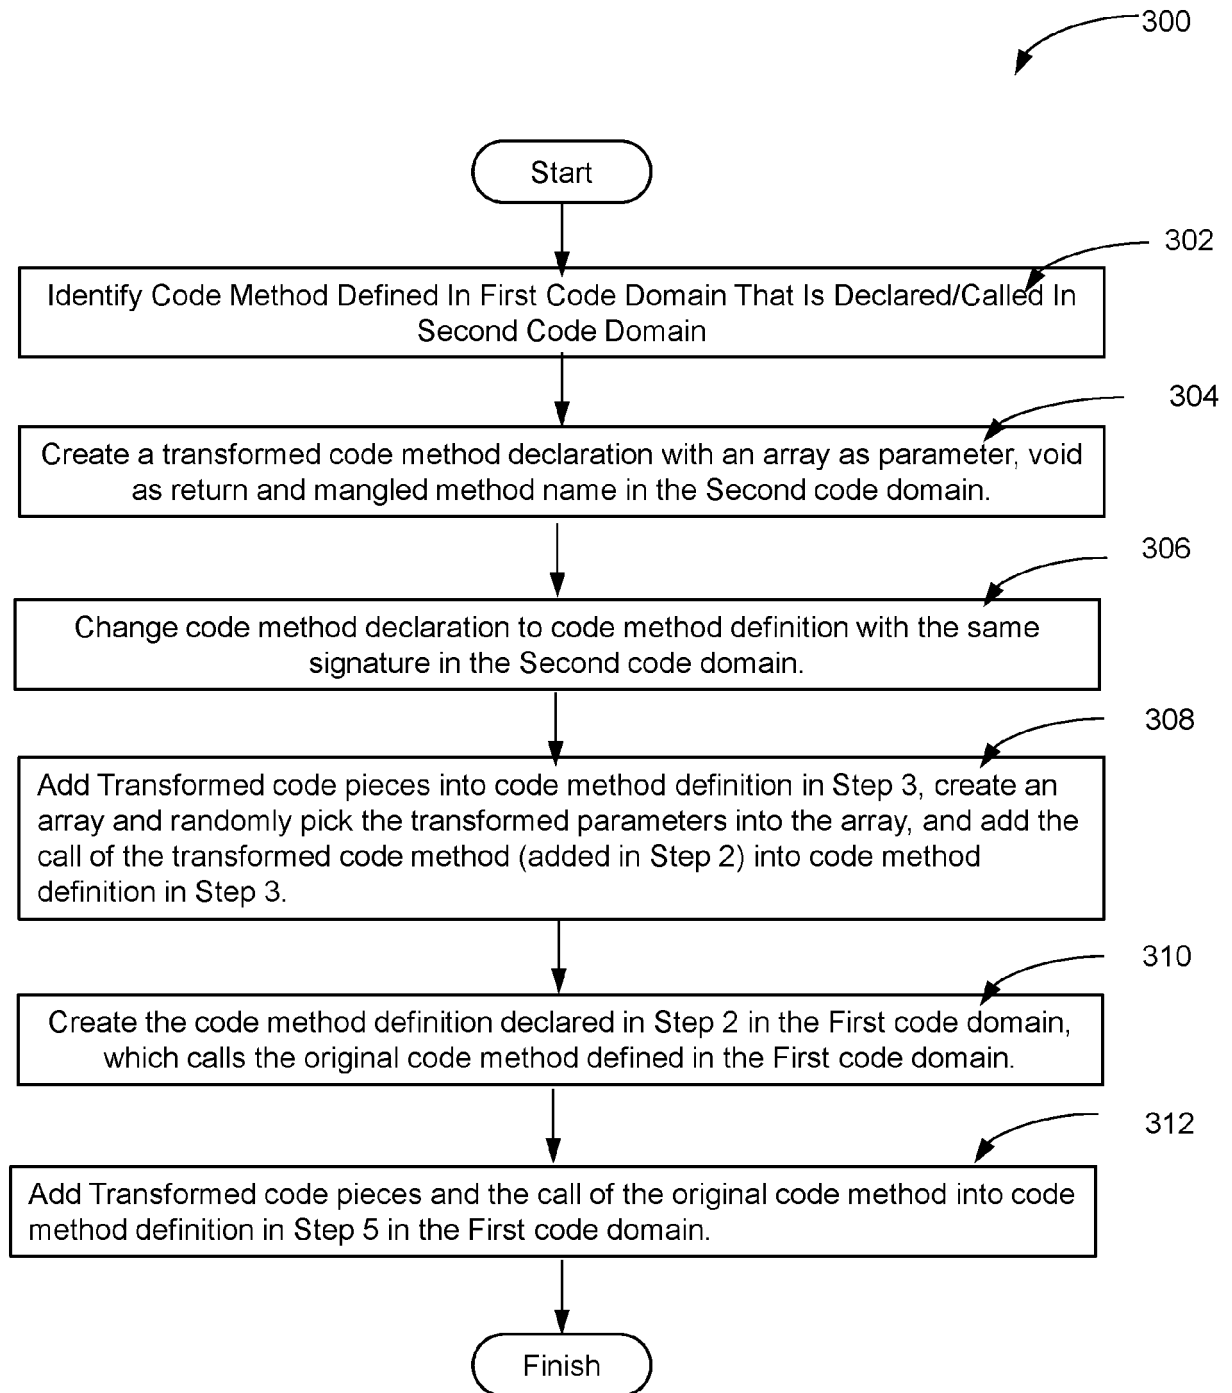 300
Start
302
Identify Code Method Defined In First Code Domain That Is Declared/Called In
Second Code Domain
304
Create a transformed code method declaration with an array as parameter, void
as return and mangled method name in the Second code domain.
306
Change code method declaration to code method definition with the same
signature in the Second code domain.
308
Add Transformed code pieces into code method definition in Step 3, create an
array and randomly pick the transformed parameters into the array, and add the
call of the transformed code method (added in Step 2) into code method
definition in Step 3.
310
Create the code method definition declared in Step 2 in the First code domain,
which calls the original code method defined in the First code domain.
312
Add Transformed code pieces and the call of the original code method into code
method definition in Step 5 in the First code domain.
Finish